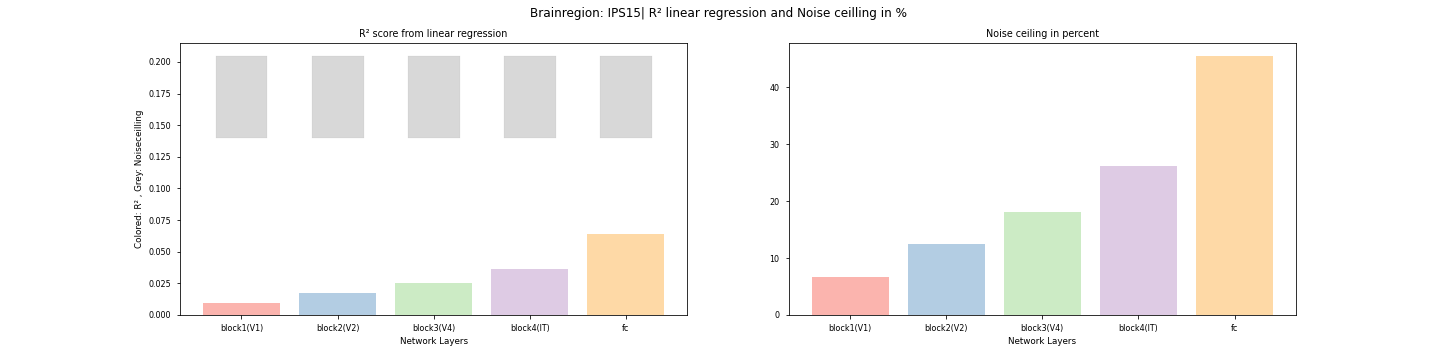 Brainregion: IPS15| R² linear regression and Noise ceilling in %
R² score from linear regression
Colored: R² , Grey: Noiseceilling
0.200
0.175
0.150
0.125
0.100
0.075
0.050
0.025
0.000
block1(V1) block2(V2) block3(V4) block4(IT) fc
Network Layers
Noise ceiling in percent
40
30
20
10
0
block1(V1) block2(V2) block3(V4) block4(IT) fc
Network Layers